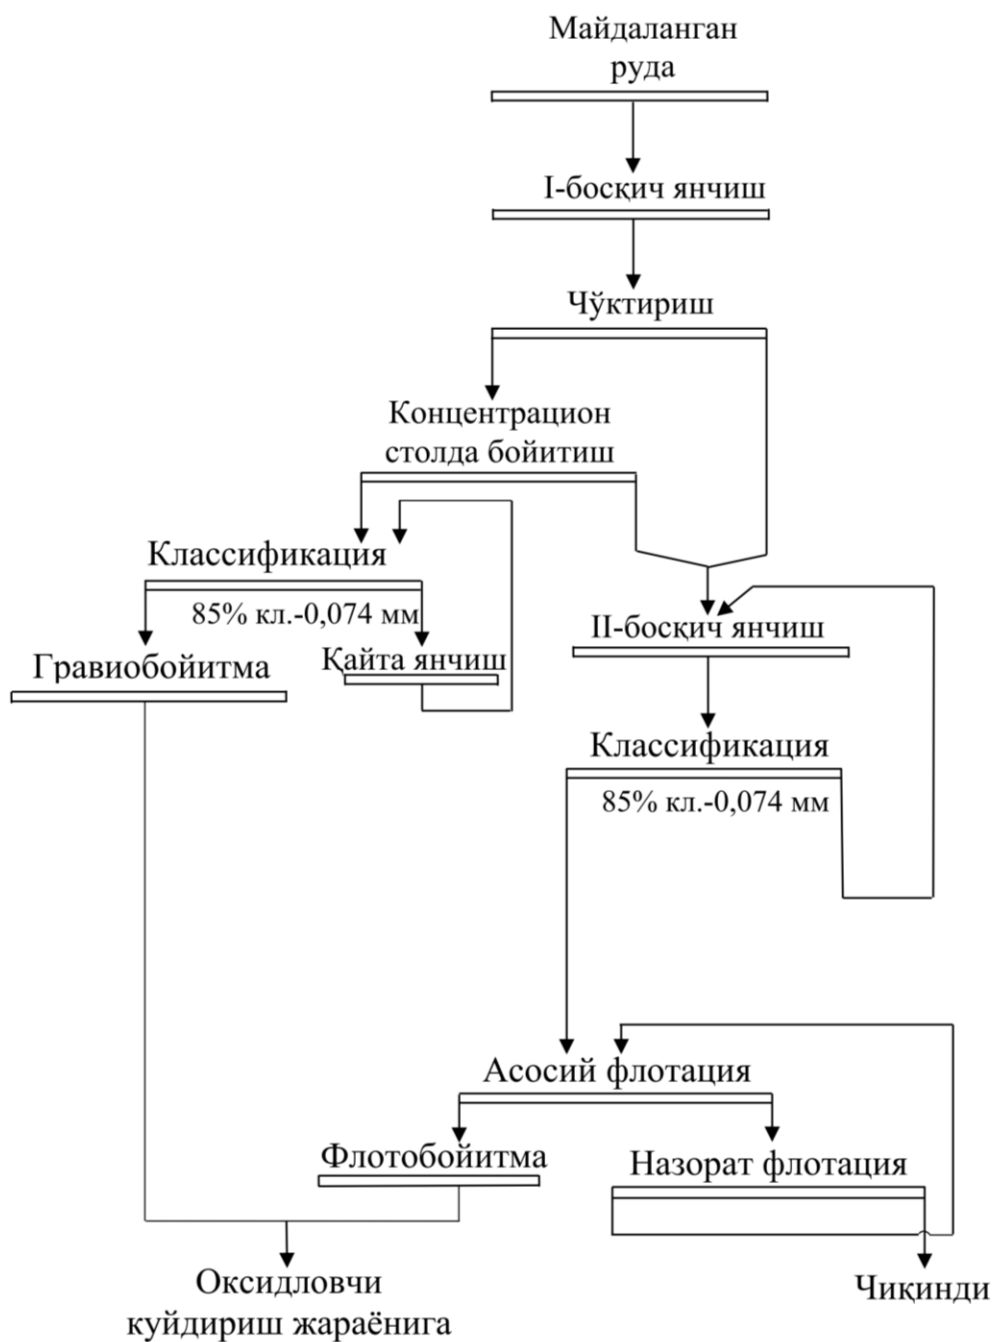 Майдаланган
руда
I-босқич янчиш
Чўктириш
Концентрацион
столда бойитиш
Классификация
85% кл.-0,074 мм
Гравиобойитма
Қайта янчиш
II-босқич янчиш
Классификация
85% кл.-0,074 мм
Асосий флотация
Флотобойитма
Назорат флотация
Оксидловчи
куйдириш жараёнига
Чиқинди